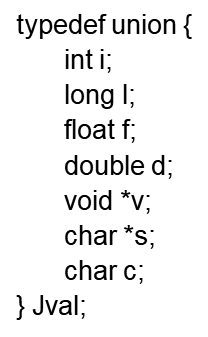 typedef union {
int i;
long l;
float f;
double d;
void *v;
char *s;
char c;
} Jval;